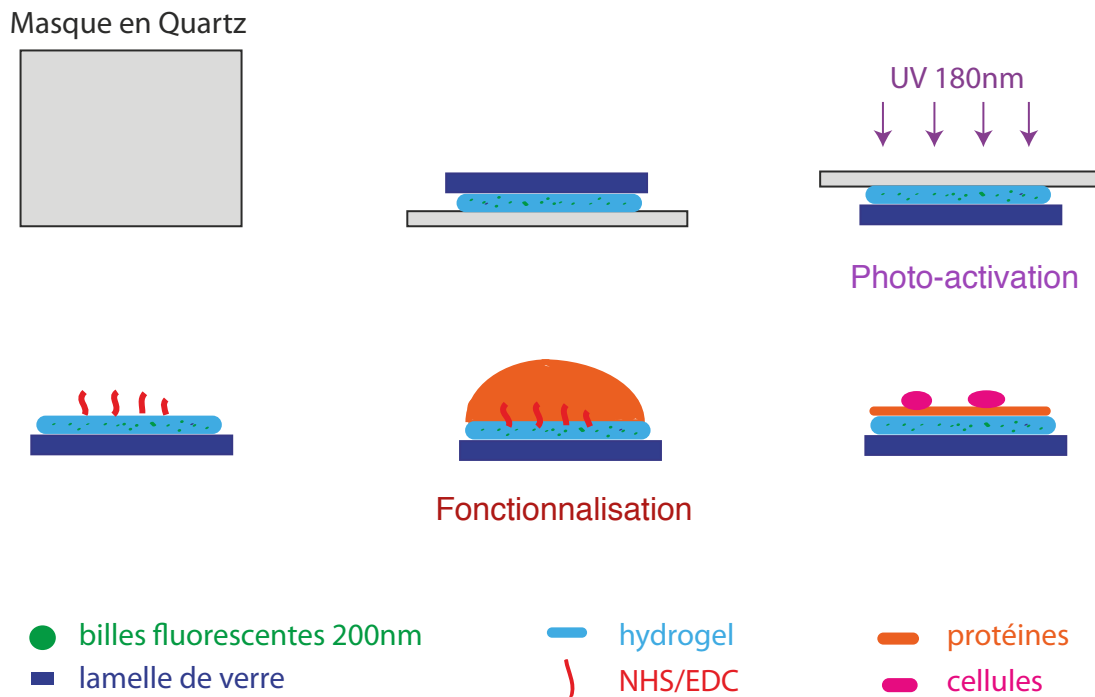 Masque en Quartz
UV 180nm
Photo-activation
Fonctionnalisation
billes fluorescentes 200nm
hydrogel
protéines
lamelle de verre
NHS/EDC
cellules